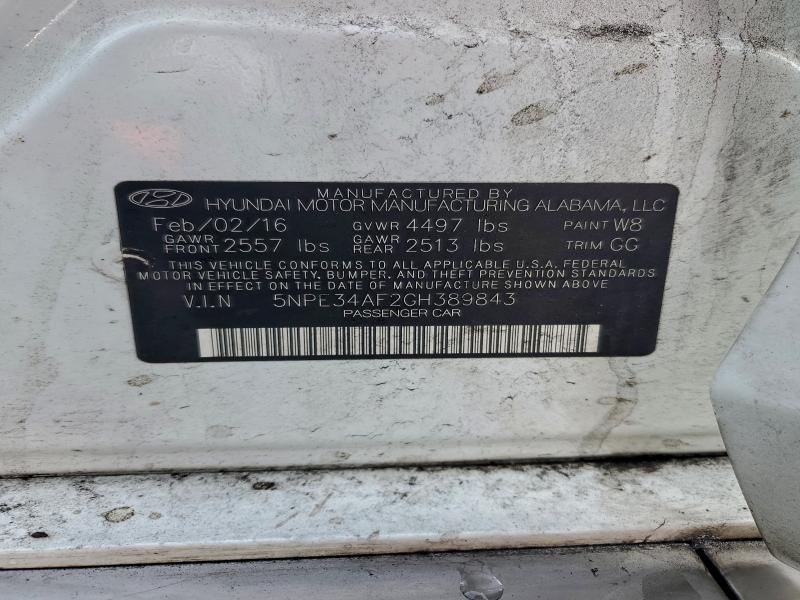 MANUFACTURED BY
HYUNDAI MOTOR MANUFACTURING ALABAMA, LLC
Feb/02/16 GVWR 4497 lbs PAINT W8
GAWR FRONT 2557 lbs GAWR REAR 2513 lbs TRIM GG
THIS VEHICLE CONFORMS TO ALL APPLICABLE U.S.A. FEDERAL
MOTOR VEHICLE SAFETY, BUMPER, AND THEFT PREVENTION STANDARDS
IN EFFECT ON THE DATE OF MANUFACTURE SHOWN ABOVE
V.I.N 5NPE34AF2GH389843
PASSENGER CAR